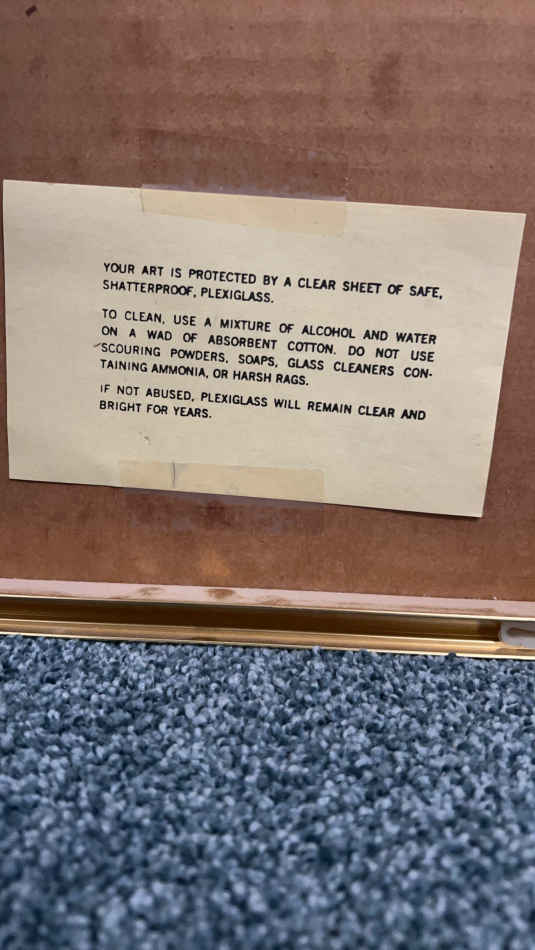 YOUR ART IS PROTECTED BY A CLEAR SHEET OF SAFE,
SHATTERPROOF, PLEXIGLASS.
TO CLEAN, USE A MIXTURE OF ALCOHOL AND WATER
ON A WAD OF ABSORBENT COTTON. DO NOT USE
SCOURING POWDERS, SOAPS, GLASS CLEANERS CON-
TAINING AMMONIA, OR HARSH RAGS.
IF NOT ABUSED, PLEXIGLASS WILL REMAIN CLEAR AND
BRIGHT FOR YEARS.